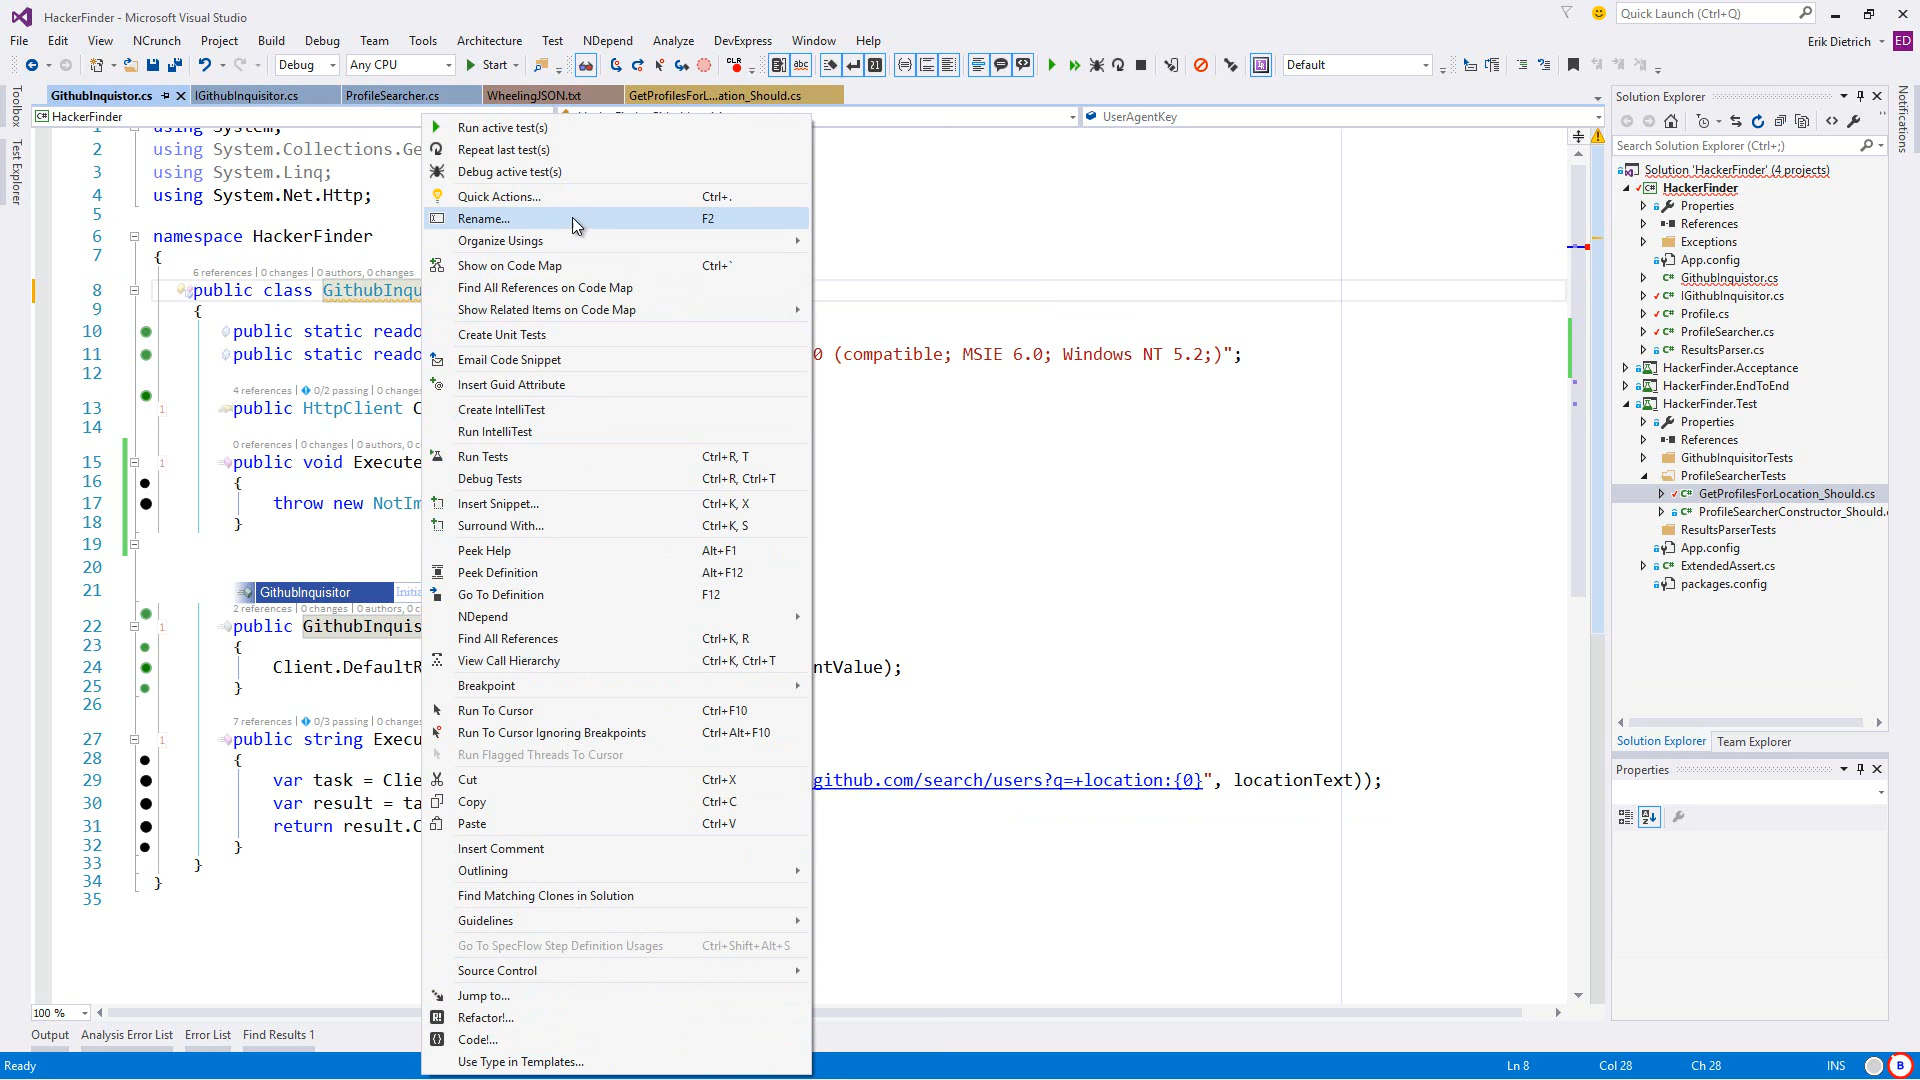 HackerFinder - Microsoft Visual Studio
Quick Launch (Ctrl+Q)
File Edit View NCrunch Project Build Debug Team Tools Architecture Test NDepend Analyze DevExpress Window Help
Erik Dietrich ED
Debug Any CPU Start CLR abc 21 Default
GithubInquistor.cs IGithubInquisitor.cs ProfileSearcher.cs WheelingJSON.txt GetProfilesForL...ation_Should.cs
C# HackerFinder UserAgentKey
Toolbox
Test Explorer
Notifications
1 using System;
2 using System.Collections.Ge
3 using System.Linq;
4 using System.Net.Http;
5
6 namespace HackerFinder
7 {
6 references | 0 changes | 0 authors, 0 changes
8 public class GithubInqu
9 {
10 public static reado
11 public static reado 0 (compatible; MSIE 6.0; Windows NT 5.2;)";
12
4 references | 0/2 passing | 0 changes
13 1 public HttpClient C
14
0 references | 0 changes | 0 authors, 0 c
15 1 public void Execute
16 {
17 throw new NotIm
18 }
19
20
21 GithubInquisitor Initia
2 references | 0 changes | 0 authors, 0 c
22 1 public GithubInquis
23 {
24 Client.DefaultR ntValue);
25 }
26
7 references | 0/3 passing | 0 changes
27 1 public string Execu
28 {
29 var task = Clie github.com/search/users?q=+location:{0}", locationText));
30 var result = ta
31 return result.C
32 }
33 }
34 }
35
Run active test(s)
Repeat last test(s)
Debug active test(s)
Quick Actions... Ctrl+.
Rename... F2
Organize Usings
Show on Code Map Ctrl+`
Find All References on Code Map
Show Related Items on Code Map
Create Unit Tests
Email Code Snippet
Insert Guid Attribute
Create IntelliTest
Run IntelliTest
Run Tests Ctrl+R, T
Debug Tests Ctrl+R, Ctrl+T
Insert Snippet... Ctrl+K, X
Surround With... Ctrl+K, S
Peek Help Alt+F1
Peek Definition Alt+F12
Go To Definition F12
NDepend
Find All References Ctrl+K, R
View Call Hierarchy Ctrl+K, Ctrl+T
Breakpoint
Run To Cursor Ctrl+F10
Run To Cursor Ignoring Breakpoints Ctrl+Alt+F10
Run Flagged Threads To Cursor
Cut Ctrl+X
Copy Ctrl+C
Paste Ctrl+V
Insert Comment
Outlining
Find Matching Clones in Solution
Guidelines
Go To SpecFlow Step Definition Usages Ctrl+Shift+Alt+S
Source Control
Jump to...
Refactor!...
Code!...
Use Type in Templates...
Solution Explorer
Search Solution Explorer (Ctrl+;)
Solution 'HackerFinder' (4 projects)
HackerFinder
Properties
References
Exceptions
App.config
GithubInquistor.cs
IGithubInquisitor.cs
Profile.cs
ProfileSearcher.cs
ResultsParser.cs
HackerFinder.Acceptance
HackerFinder.EndToEnd
HackerFinder.Test
Properties
References
GithubInquisitorTests
ProfileSearcherTests
GetProfilesForLocation_Should.cs
ProfileSearcherConstructor_Should.c
ResultsParserTests
App.config
ExtendedAssert.cs
packages.config
Solution Explorer Team Explorer
Properties
100 %
Output Analysis Error List Error List Find Results 1
Ready Ln 8 Col 28 Ch 28 INS B